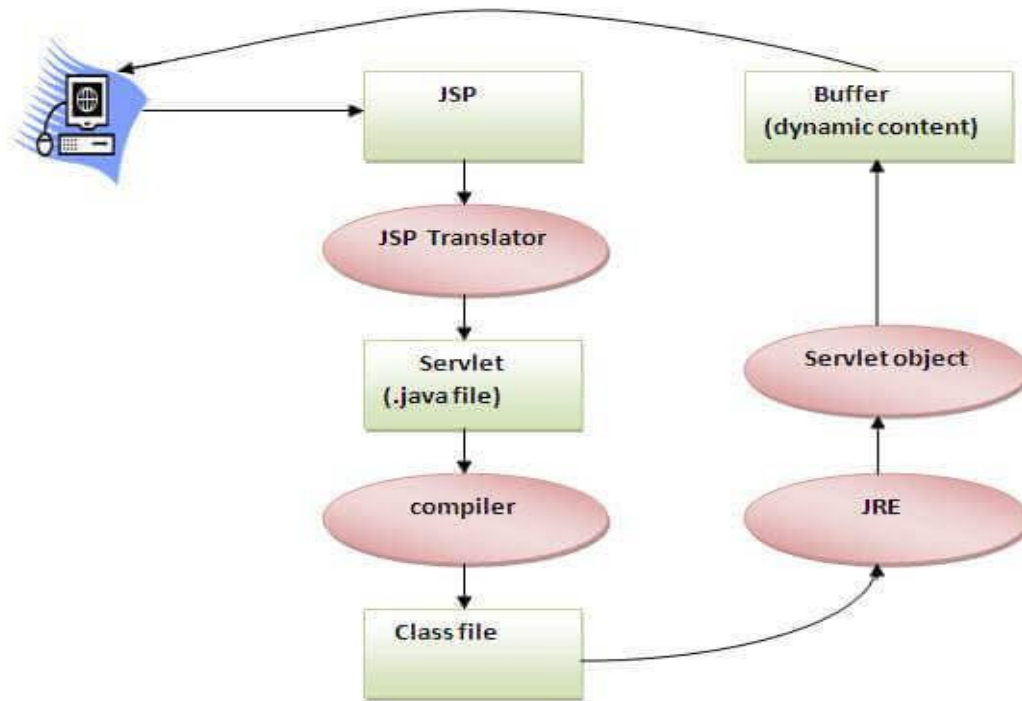 JSP
Buffer
(dynamic content)
JSP Translator
Servlet
(.java file)
Servlet object
compiler
JRE
Class file